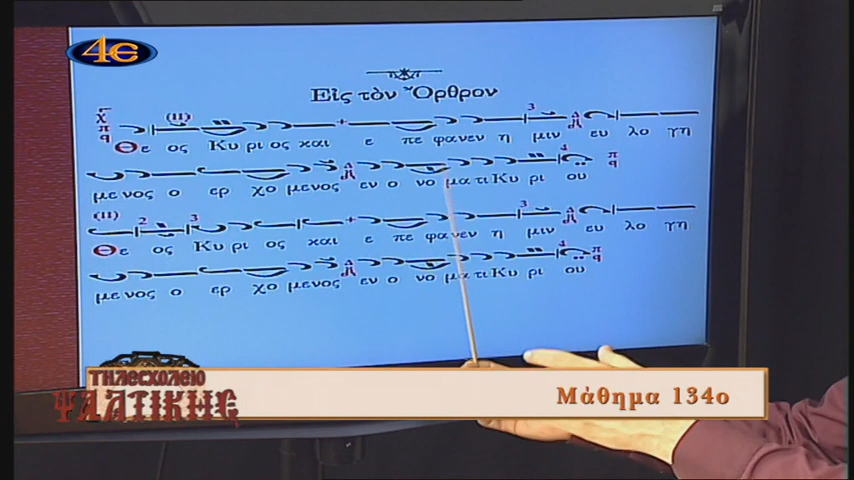 4ε
Εἰς τὸν Ὄρθρον
Θε ος Κυ ρι ος και ε πε φανεν η μιν ευ λο γη
με νος ο ερ χο μενος εν ο νο μα τι Κυ ρι ου
Θε ος Κυ ρι ος και ε πε φανεν η μιν ευ λο γη
με νος ο ερ χο μενος εν ο νο μα τι Κυ ρι ου
ΤΗΛΕΣΧΟΛΕΙΟ
ΨΑΛΤΙΚΗΣ
Μάθημα 134ο